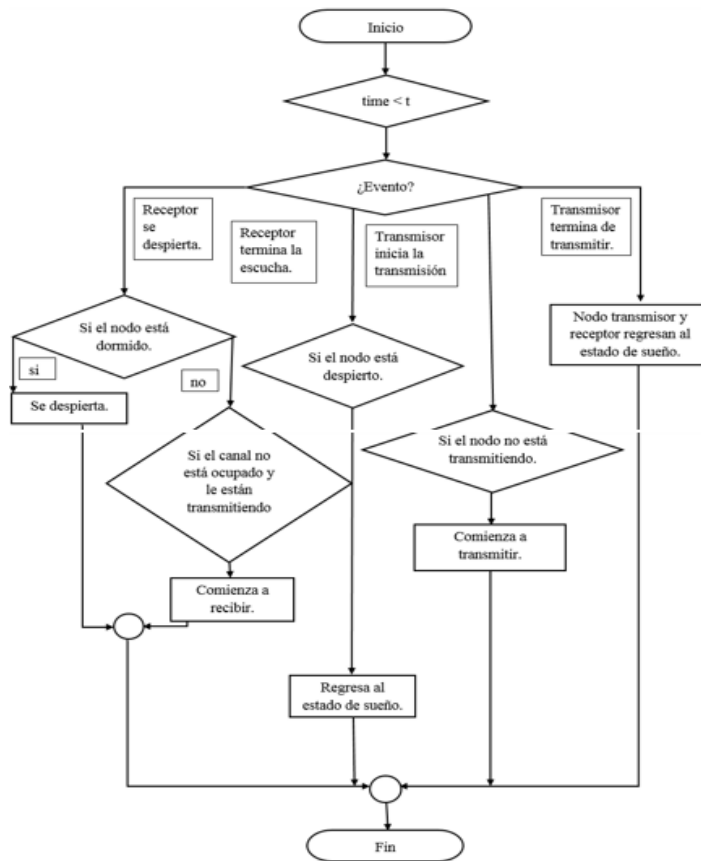 Inicio
time < t
¿Evento?
Receptor
se
despierta.
Receptor
termina la
escucha.
Transmisor
inicia la
transmisión
Transmisor
termina de
transmitir.
Si el nodo está
dormido.
si
no
Se despierta.
Si el nodo está
despierto.
Nodo transmisor y
receptor regresan al
estado de sueño.
Si el canal no
está ocupado y
le están
transmitiendo
Si el nodo no está
transmitiendo.
Comienza a
recibir.
Comienza a
transmitir.
Regresa al
estado de sueño.
Fin